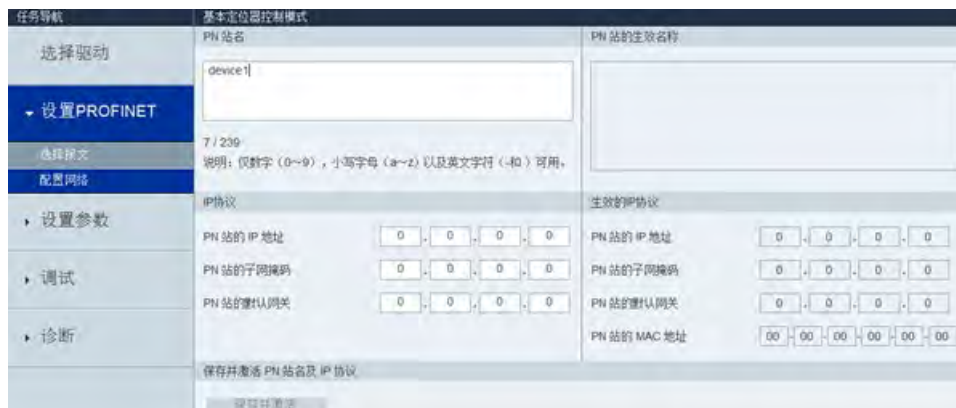 任务导航
基本定位器控制模式
选择驱动
设置PROFINET
选择报文
配置网络
设置参数
调试
诊断
PN 站名
device1
7 / 239
说明：仅数字（0~9），小写字母（a~z）以及英文字符（-和.）可用。
PN 站的生效名称
IP协议
PN 站的 IP 地址 0 . 0 . 0 . 0
PN 站的子网掩码 0 . 0 . 0 . 0
PN 站的默认网关 0 . 0 . 0 . 0
生效的IP协议
PN 站的 IP 地址 0 . 0 . 0 . 0
PN 站的子网掩码 0 . 0 . 0 . 0
PN 站的默认网关 0 . 0 . 0 . 0
PN 站的 MAC 地址 00 - 00 - 00 - 00 - 00 - 00
保存并激活 PN 站名及 IP 协议
保存并激活